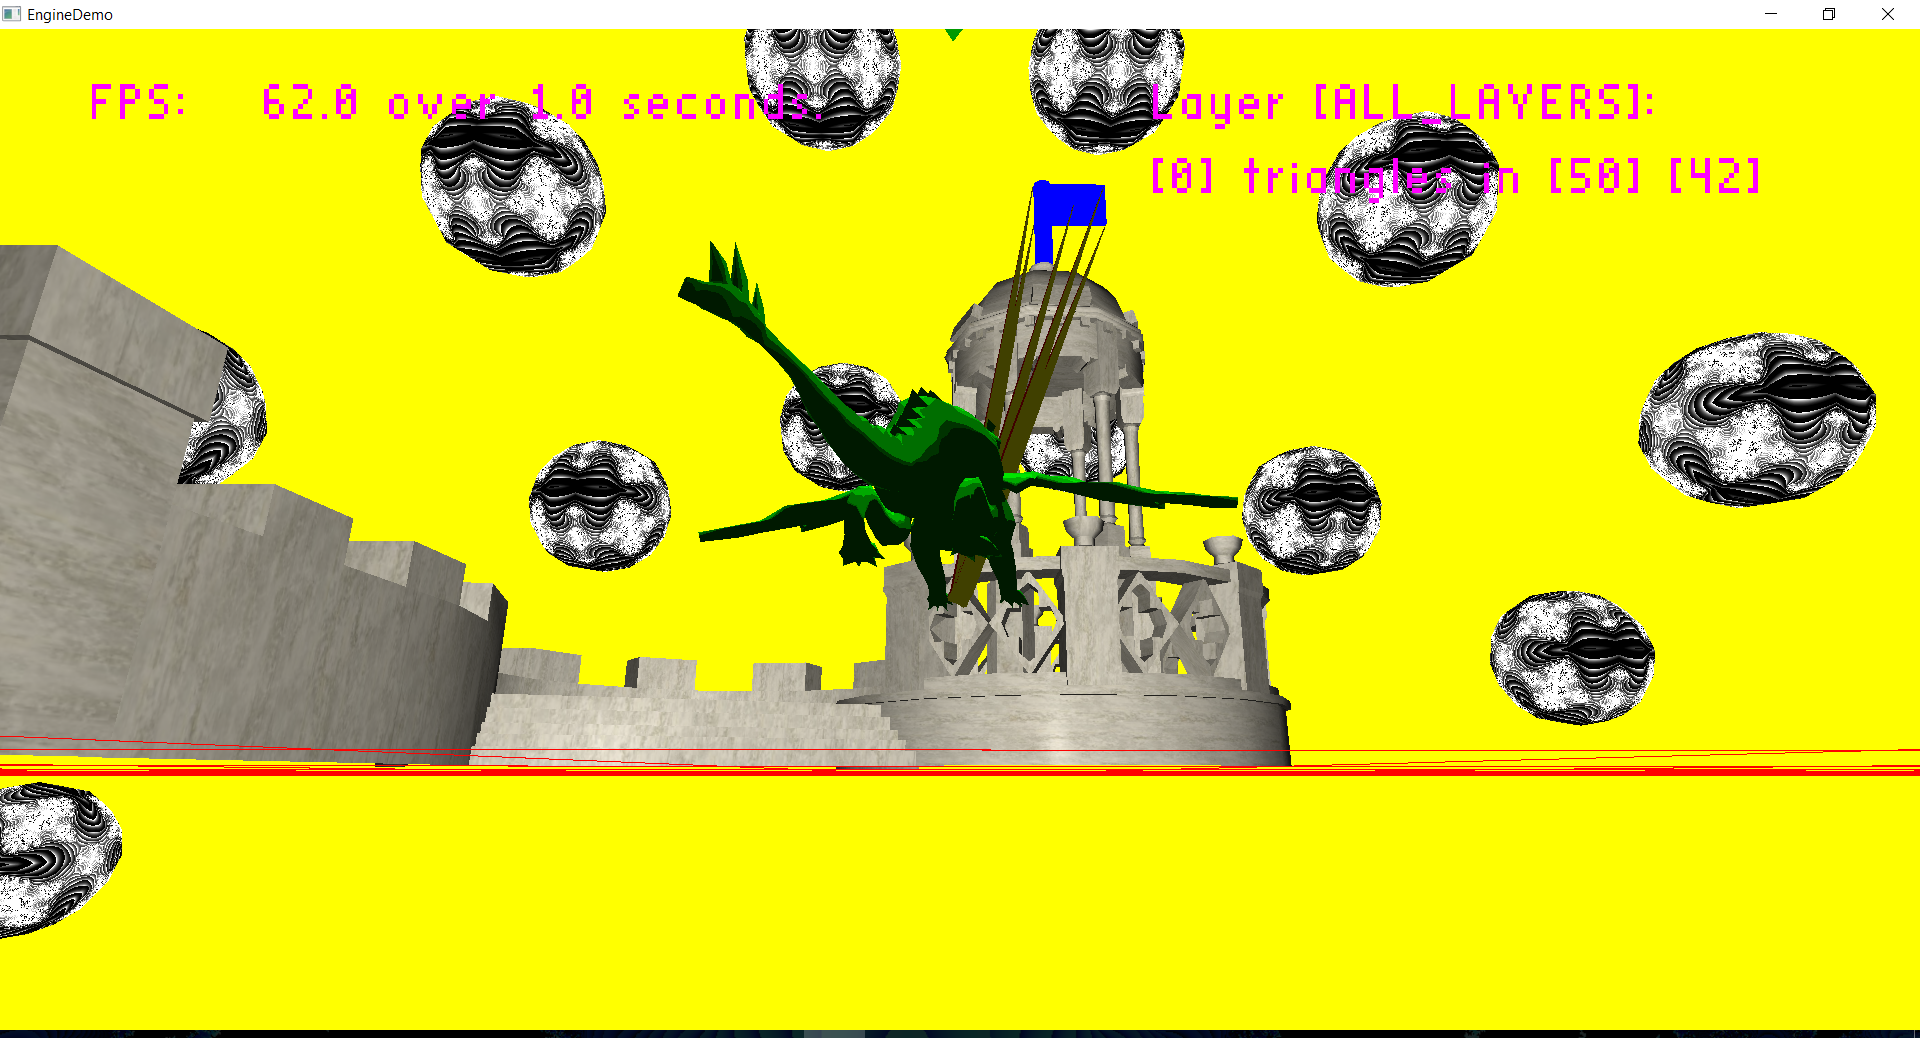 EngineDemo
FPS:   62.0 over 1.0 seconds.
Layer [ALL_LAYERS]:
[0] triangles in [50] [42]